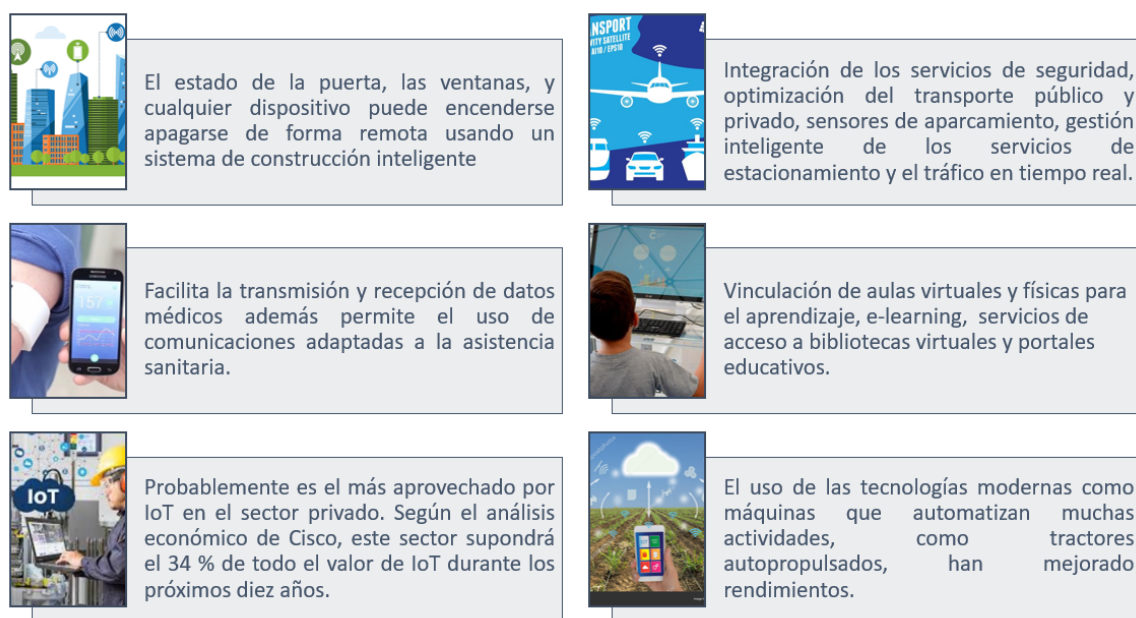 El estado de la puerta, las ventanas, y
cualquier dispositivo puede encenderse
apagarse de forma remota usando un
sistema de construcción inteligente
NSPORT
VITY SATELLITE
AI10 / EPS10
Integración de los servicios de seguridad,
optimización del transporte público y
privado, sensores de aparcamiento, gestión
inteligente de los servicios de
estacionamiento y el tráfico en tiempo real.
157
Facilita la transmisión y recepción de datos
médicos además permite el uso de
comunicaciones adaptadas a la asistencia
sanitaria.
Vinculación de aulas virtuales y físicas para
el aprendizaje, e-learning, servicios de
acceso a bibliotecas virtuales y portales
educativos.
IoT
Probablemente es el más aprovechado por
IoT en el sector privado. Según el análisis
económico de Cisco, este sector supondrá
el 34 % de todo el valor de IoT durante los
próximos diez años.
El uso de las tecnologías modernas como
máquinas que automatizan muchas
actividades, como tractores
autopropulsados, han mejorado
rendimientos.